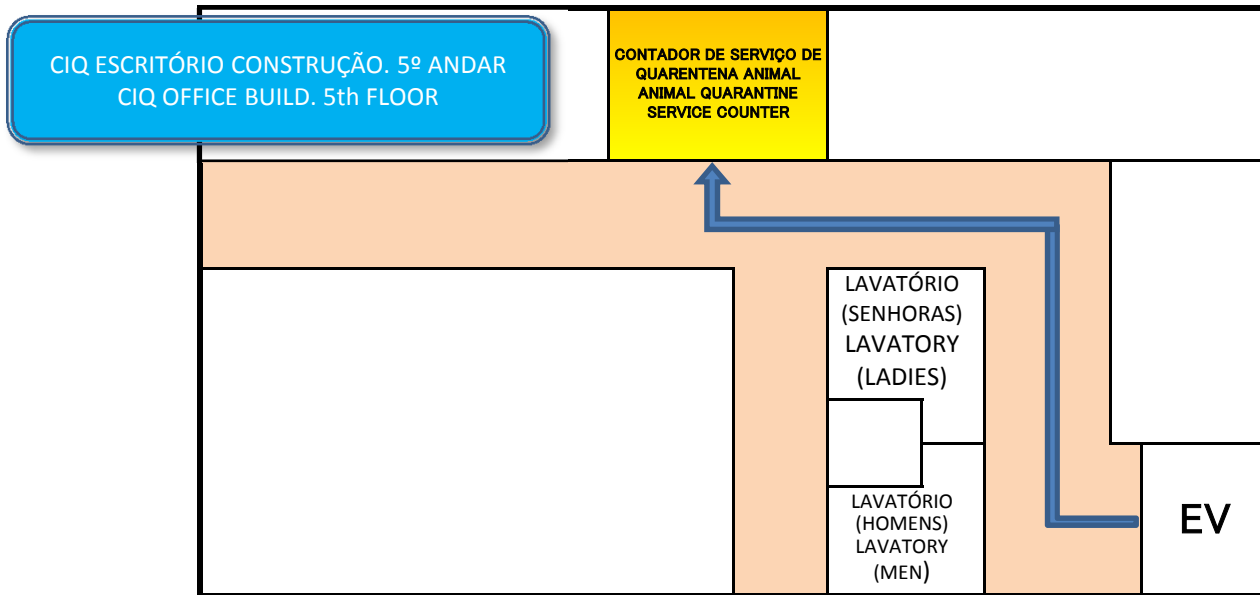 CIQ ESCRITÓRIO CONSTRUÇÃO. 5º ANDAR
CIQ OFFICE BUILD. 5th FLOOR
CONTADOR DE SERVIÇO DE
QUARENTENA ANIMAL
ANIMAL QUARANTINE
SERVICE COUNTER
LAVATÓRIO
(SENHORAS)
LAVATORY
(LADIES)
LAVATÓRIO
(HOMENS)
LAVATORY
(MEN)
EV